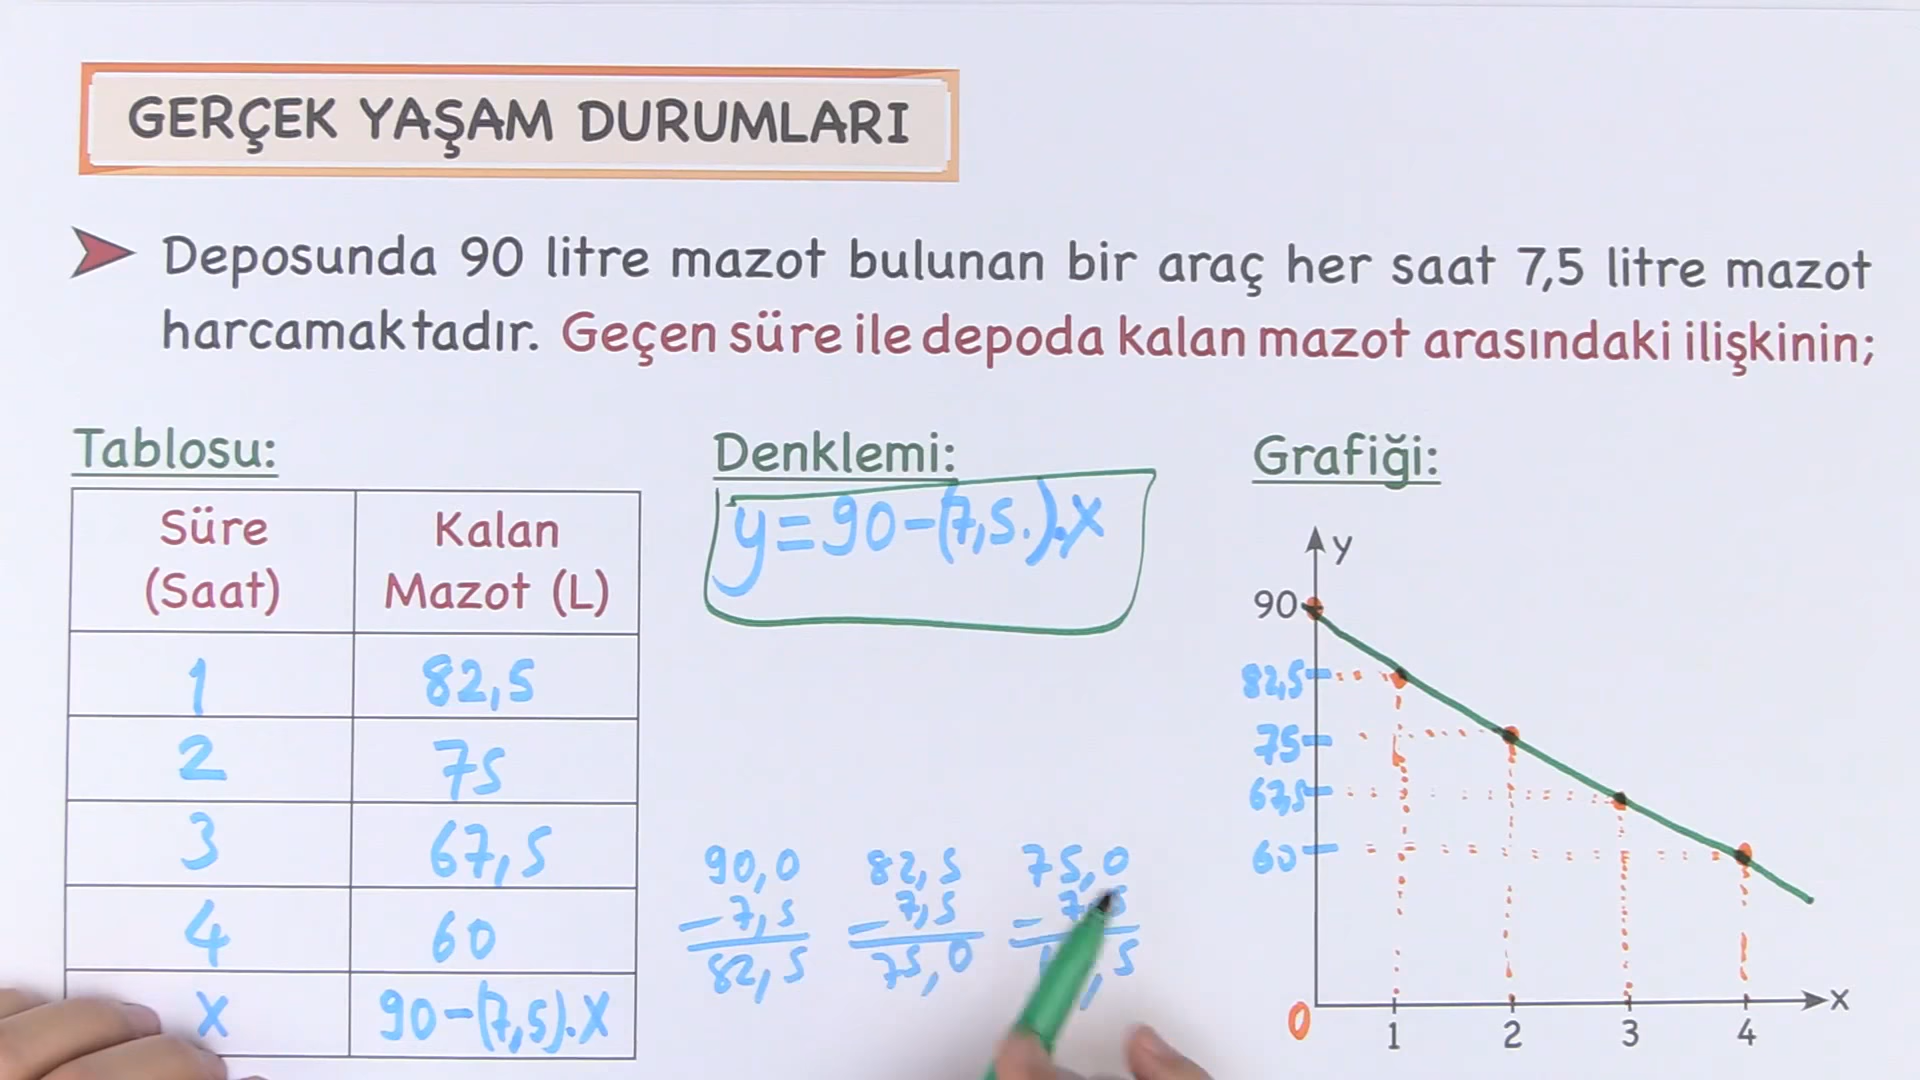 GERÇEK YAŞAM DURUMLARI
Deposunda 90 litre mazot bulunan bir araç her saat 7,5 litre mazot
harcamaktadır. Geçen süre ile depoda kalan mazot arasındaki ilişkinin;
Tablosu:
Süre (Saat)
Kalan Mazot (L)
1 82,5
2 75
3 67,5
4 60
x 90-(7,5).x
Denklemi:
y=90-(7,5.).x
90,0
-7,5
82,5
82,5
-7,5
75,0
75,0
Grafiği:
y
90
82,5
75
67,5
60
0 1 2 3 4 x